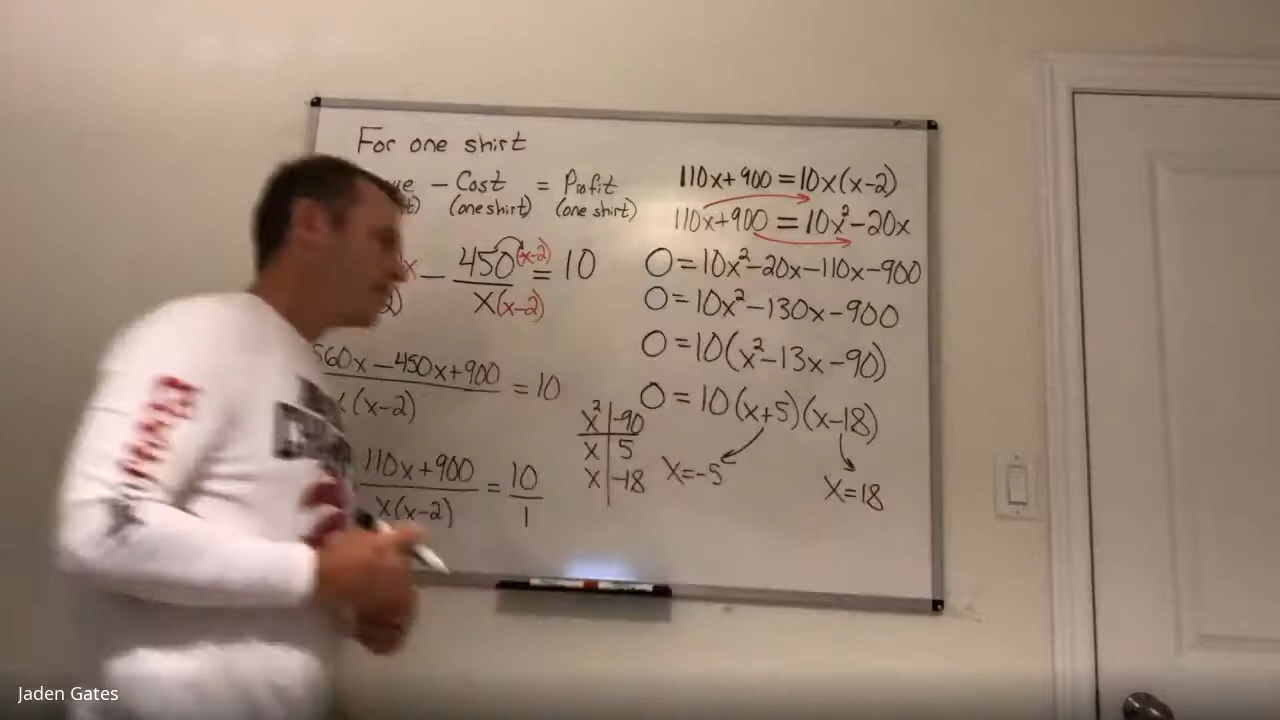 For one shirt
– Cost = Profit
(one shirt) (one shirt)
– 450(x-2) = 10
x(x-2)
560x – 450x + 900 = 10
(x-2)
110x + 900 = 10
x(x-2) 1
x² | -90
x | 5
x | -18
110x + 900 = 10x(x-2)
110x + 900 = 10x² – 20x
0 = 10x² – 20x – 110x – 900
0 = 10x² – 130x – 900
0 = 10(x² – 13x – 90)
0 = 10(x+5)(x-18)
x = -5 x = 18
Jaden Gates